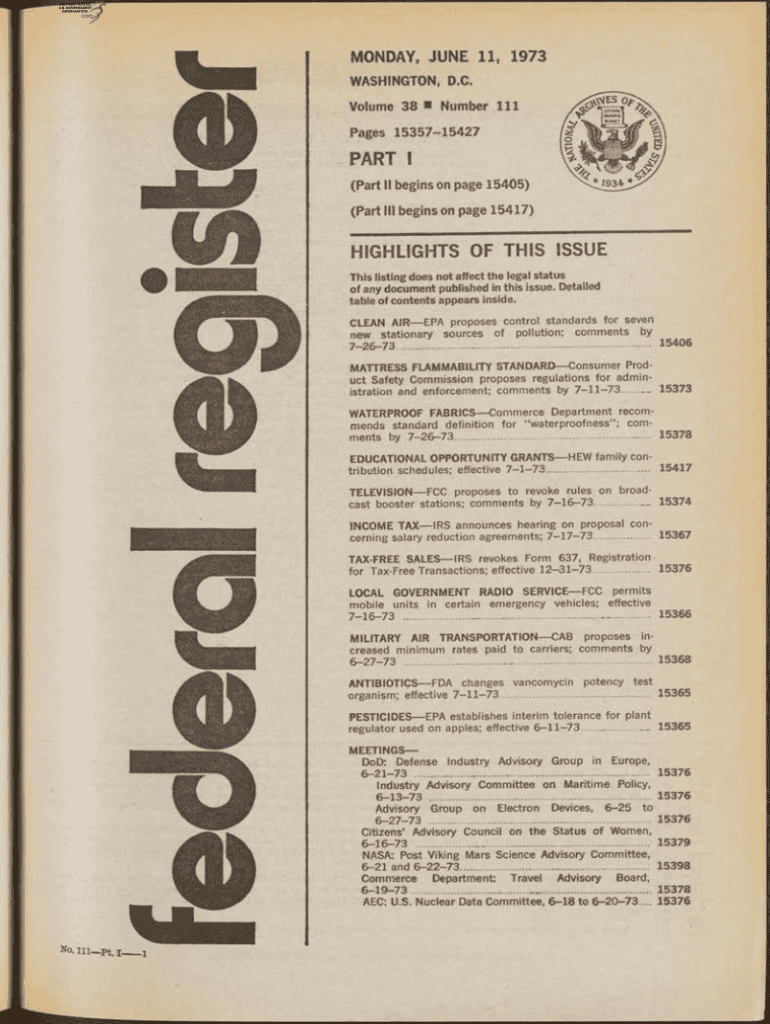 U.S. GOVERNMENT
INFORMATION
federal register
MONDAY, JUNE 11, 1973
WASHINGTON, D.C.
Volume 38 ■ Number 111
Pages 15357–15427
PART I
(Part II begins on page 15405)
(Part III begins on page 15417)
THE NATIONAL ARCHIVES OF THE UNITED STATES
* 1934 *
HIGHLIGHTS OF THIS ISSUE
This listing does not affect the legal status
of any document published in this issue. Detailed
table of contents appears inside.
CLEAN AIR—EPA proposes control standards for seven
new stationary sources of pollution; comments by
7–26–73 ........ 15406
MATTRESS FLAMMABILITY STANDARD—Consumer Prod-
uct Safety Commission proposes regulations for admin-
istration and enforcement; comments by 7–11–73........ 15373
WATERPROOF FABRICS—Commerce Department recom-
mends standard definition for "waterproofness"; com-
ments by 7–26–73........ 15378
EDUCATIONAL OPPORTUNITY GRANTS—HEW family con-
tribution schedules; effective 7–1–73........ 15417
TELEVISION—FCC proposes to revoke rules on broad-
cast booster stations; comments by 7–16–73........ 15374
INCOME TAX—IRS announces hearing on proposal con-
cerning salary reduction agreements; 7–17–73........ 15367
TAX-FREE SALES—IRS revokes Form 637, Registration
for Tax-Free Transactions; effective 12–31–73........ 15376
LOCAL GOVERNMENT RADIO SERVICE—FCC permits
mobile units in certain emergency vehicles; effective
7–16–73 ........ 15366
MILITARY AIR TRANSPORTATION—CAB proposes in-
creased minimum rates paid to carriers; comments by
6–27–73 ........ 15368
ANTIBIOTICS—FDA changes vancomycin potency test
organism; effective 7–11–73........ 15365
PESTICIDES—EPA establishes interim tolerance for plant
regulator used on apples; effective 6–11–73........ 15365
MEETINGS—
DoD: Defense Industry Advisory Group in Europe,
6–21–73 ........ 15376
Industry Advisory Committee on Maritime Policy,
6–13–73 ........ 15376
Advisory Group on Electron Devices, 6–25 to
6–27–73 ........ 15376
Citizens' Advisory Council on the Status of Women,
6–16–73 ........ 15379
NASA: Post Viking Mars Science Advisory Committee,
6–21 and 6–22–73........ 15398
Commerce Department: Travel Advisory Board,
6–19–73 ........ 15378
AEC: U.S. Nuclear Data Committee, 6–18 to 6–20–73.... 15376
No. 111—Pt. I——1